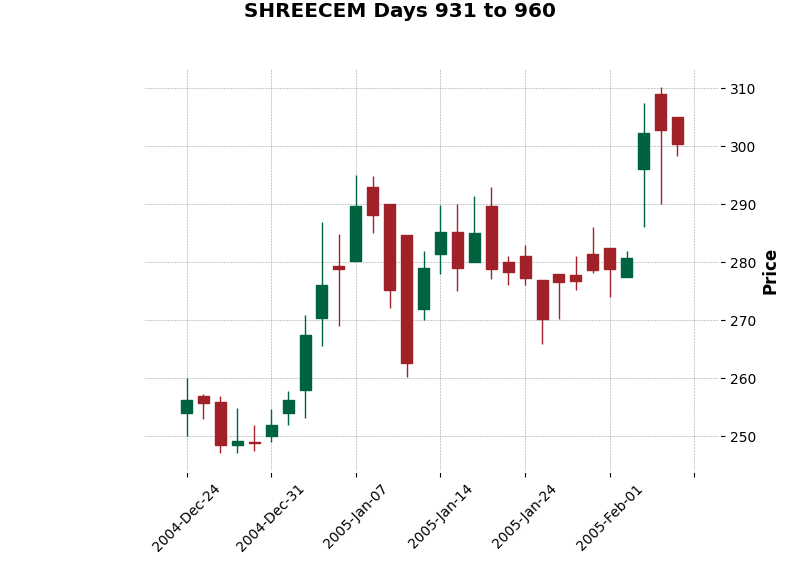 SHREECEM Days 931 to 960
310
300
290
280
270
260
250
Price
2004-Dec-24
2004-Dec-31
2005-Jan-07
2005-Jan-14
2005-Jan-24
2005-Feb-01